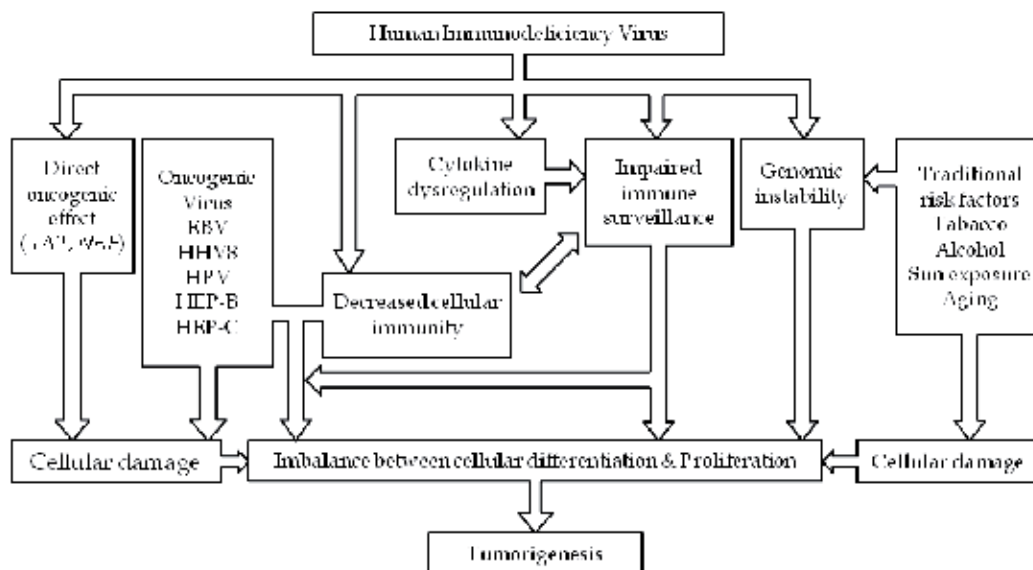 Human Immunodeficiency Virus
Direct
oncogenic
effect
Oncogenic
Virus
EBV
HHV8
HPV
HEP-B
HEP-C
Cytokine
dysregulation
Impaired
immune
surveillance
Genomic
instability
Traditional
risk factors
Tabacco
Alcohol
Sun exposure
Aging
Decreased cellular
immunity
Cellular damage
Imbalance between cellular differentiation & Proliferation
Cellular damage
Tumorigenesis